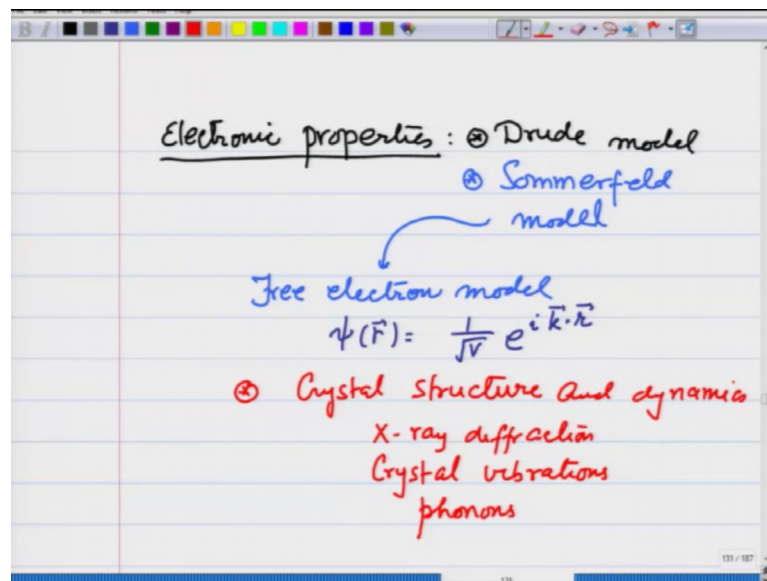 Electronic properties : ⊛ Drude model
⊛ Sommerfeld
model
Free electron model
ψ(r⃗) = 1/√V e^{i k⃗·r⃗}
⊛ Crystal structure and dynamics
X-ray diffraction
Crystal vibrations
phonons
131 / 187